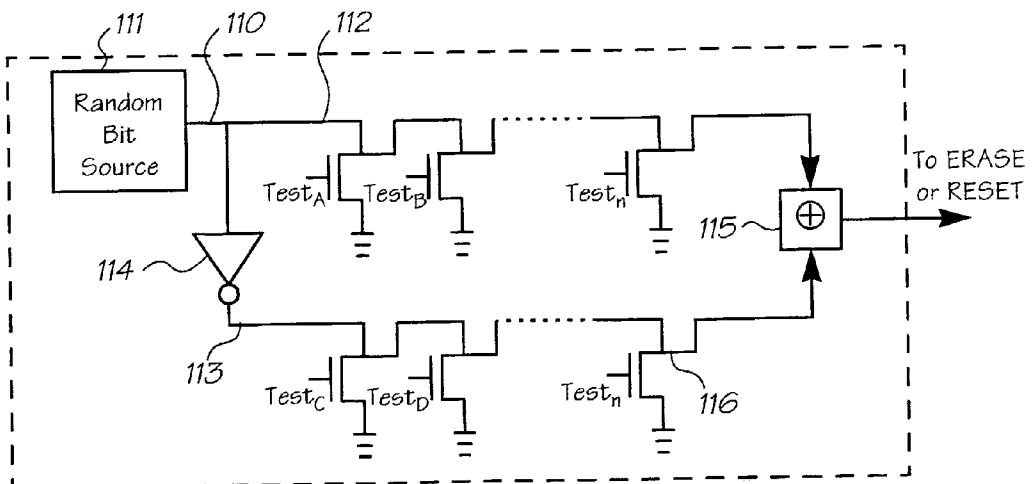 111
110
112
Random
Bit
Source
Test_A
Test_B
Test_n
To ERASE
or RESET
115
⊕
114
113
Test_C
Test_D
Test_n
116